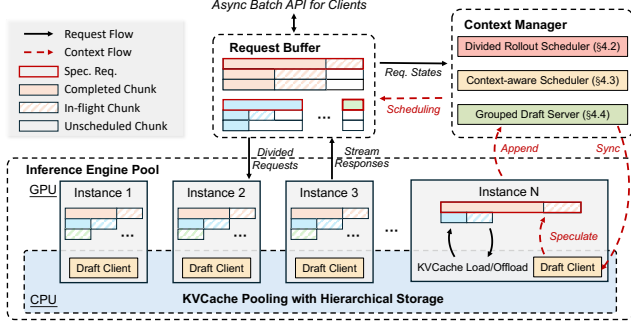 Async Batch API for Clients
Request Flow
Context Flow
Spec. Req.
Completed Chunk
In-flight Chunk
Unscheduled Chunk
Request Buffer
...
Req. States
Scheduling
Context Manager
Divided Rollout Scheduler (§4.2)
Context-aware Scheduler (§4.3)
Grouped Draft Server (§4.4)
Divided
Requests
Stream
Responses
Append
Sync
Inference Engine Pool
GPU
Instance 1
...
Draft Client
Instance 2
...
Draft Client
Instance 3
...
Draft Client
...
Instance N
Speculate
KVCache Load/Offload
Draft Client
CPU
KVCache Pooling with Hierarchical Storage